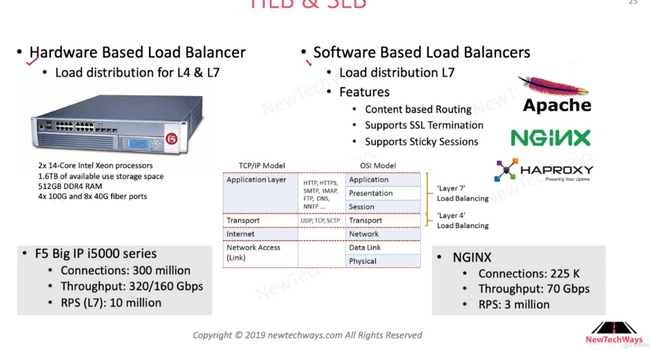 HLB & SLB
25
• Hardware Based Load Balancer
• Load distribution for L4 & L7
f5
2x 14-Core Intel Xeon processors
1.6TB of available use storage space
512GB DDR4 RAM
4x 100G and 8x 40G fiber ports
• F5 Big IP i5000 series
• Connections: 300 million
• Throughput: 320/160 Gbps
• RPS (L7): 10 million
• Software Based Load Balancers
• Load distribution L7
• Features
• Content based Routing
• Supports SSL Termination
• Supports Sticky Sessions
Apache
NGINX
HAPROXY
Powering Your Uptime
TCP/IP Model
OSI Model
Application Layer
HTTP, HTTPS,
SMTP, IMAP,
FTP, DNS,
NNTP ...
Application
Presentation
Session
Transport
UDP, TCP, SCTP
Transport
Internet
Network
Network Access
(Link)
Data Link
Physical
'Layer 7'
Load Balancing
'Layer 4'
Load Balancing
• NGINX
• Connections: 225 K
• Throughput: 70 Gbps
• RPS: 3 million
Copyright © 2019 newtechways.com All Rights Reserved
NewTechWays